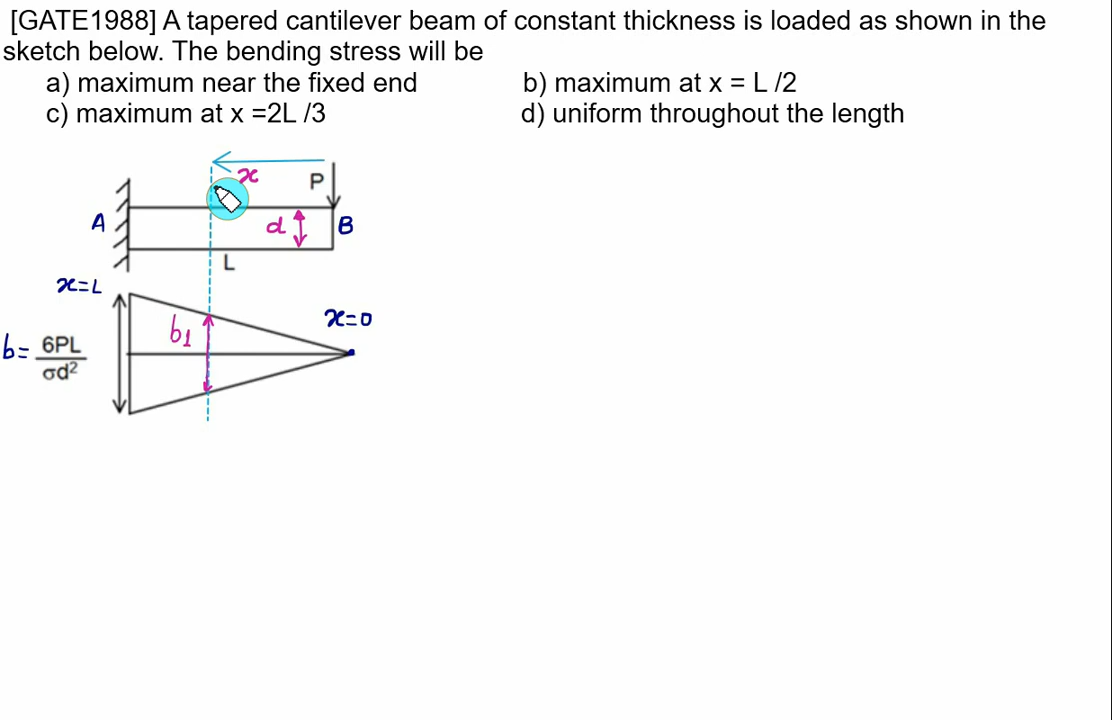 [GATE1988] A tapered cantilever beam of constant thickness is loaded as shown in the
sketch below. The bending stress will be
a) maximum near the fixed end b) maximum at x = L /2
c) maximum at x =2L /3 d) uniform throughout the length
x
P
A
d
B
L
x=L
x=0
b1
b= 6PL
σd²